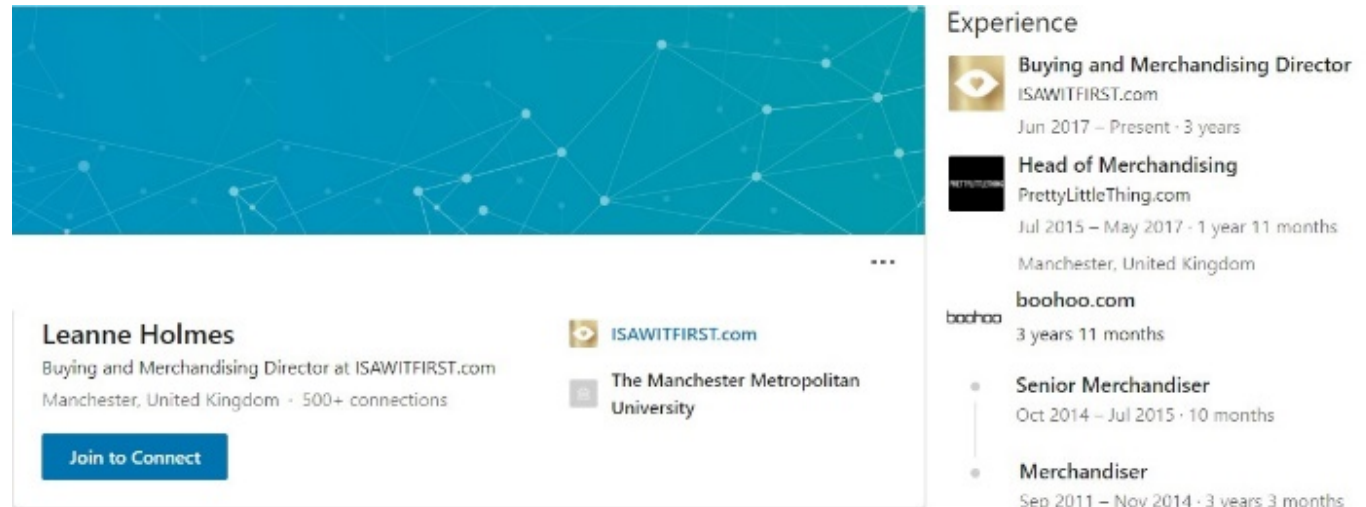 Leanne Holmes
Buying and Merchandising Director at ISAWITFIRST.com
Manchester, United Kingdom · 500+ connections
Join to Connect
ISAWITFIRST.com
The Manchester Metropolitan
University
Experience
Buying and Merchandising Director
ISAWITFIRST.com
Jun 2017 – Present · 3 years
PRETTYLITTLETHING
Head of Merchandising
PrettyLittleThing.com
Jul 2015 – May 2017 · 1 year 11 months
Manchester, United Kingdom
boohoo
boohoo.com
3 years 11 months
Senior Merchandiser
Oct 2014 – Jul 2015 · 10 months
Merchandiser
Sep 2011 – Nov 2014 · 3 years 3 months